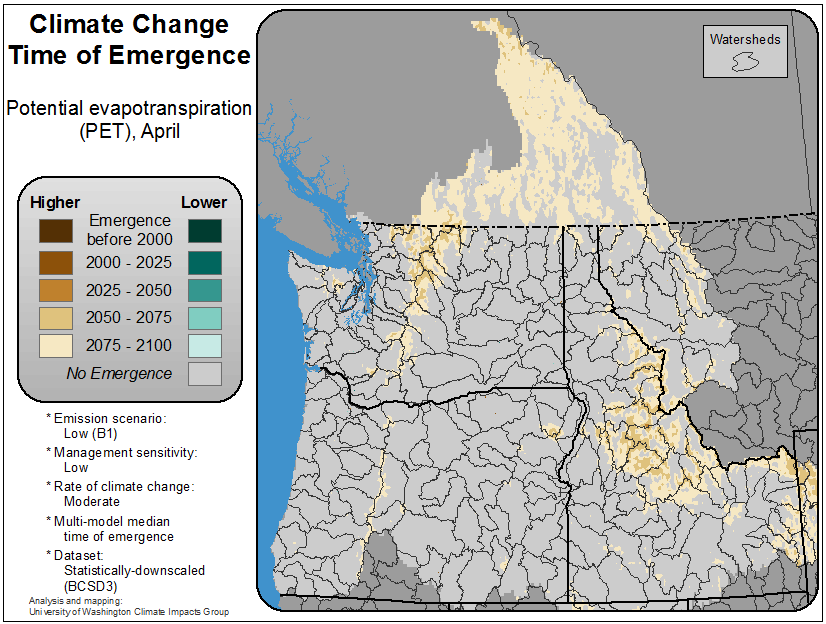 Climate Change
Time of Emergence
Potential evapotranspiration
(PET), April
Higher
Lower
Emergence
before 2000
2000 - 2025
2025 - 2050
2050 - 2075
2075 - 2100
No Emergence
* Emission scenario:
Low (B1)
* Management sensitivity:
Low
* Rate of climate change:
Moderate
* Multi-model median
time of emergence
* Dataset:
Statistically-downscaled
(BCSD3)
Analysis and mapping:
University of Washington Climate Impacts Group
Watersheds